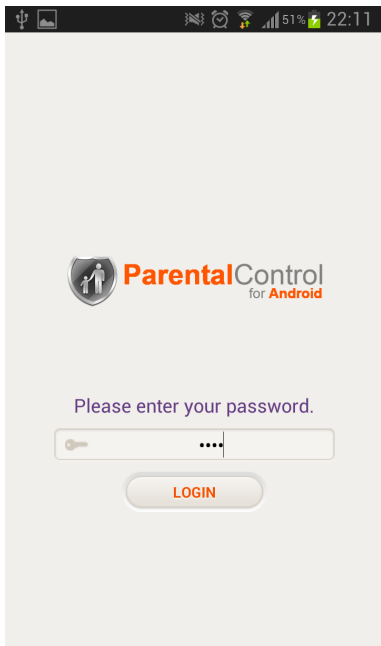 51% 22:11
ParentalControl
for Android
Please enter your password.
••••
LOGIN